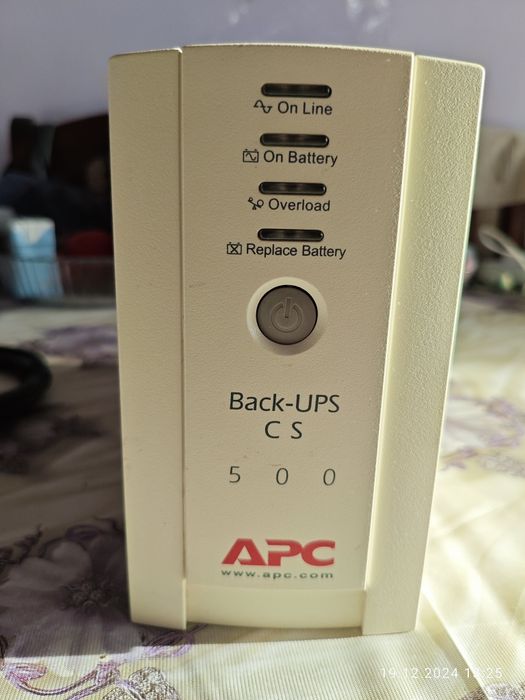 On Line
On Battery
Overload
Replace Battery
Back-UPS
CS
500
APC
www.apc.com
19.12.2024 13:25